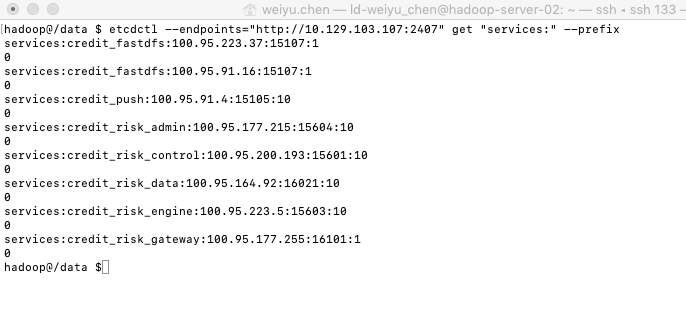 weiyu.chen — ld-weiyu_chen@hadoop-server-02: ~ — ssh ◂ ssh 133 —
[hadoop@/data $ etcdctl --endpoints="http://10.129.103.107:2407" get "services:" --prefix
services:credit_fastdfs:100.95.223.37:15107:1
0
services:credit_fastdfs:100.95.91.16:15107:1
0
services:credit_push:100.95.91.4:15105:10
0
services:credit_risk_admin:100.95.177.215:15604:10
0
services:credit_risk_control:100.95.200.193:15601:10
0
services:credit_risk_data:100.95.164.92:16021:10
0
services:credit_risk_engine:100.95.223.5:15603:10
0
services:credit_risk_gateway:100.95.177.255:16101:1
0
hadoop@/data $